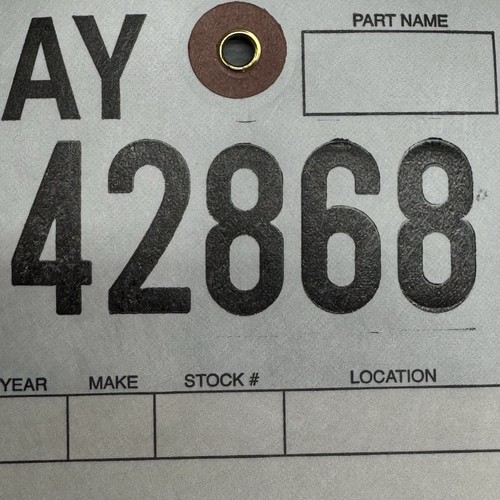 AY
PART NAME
42868
YEAR MAKE STOCK # LOCATION